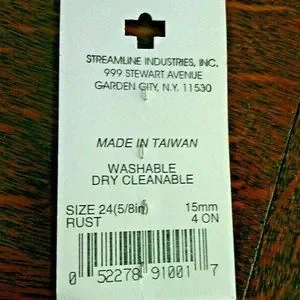 STREAMLINE INDUSTRIES, INC.
999 STEWART AVENUE
GARDEN CITY, N.Y. 11530
MADE IN TAIWAN
WASHABLE
DRY CLEANABLE
SIZE 24(5/8in) 15mm
RUST 4 ON
0 52278 91001 7